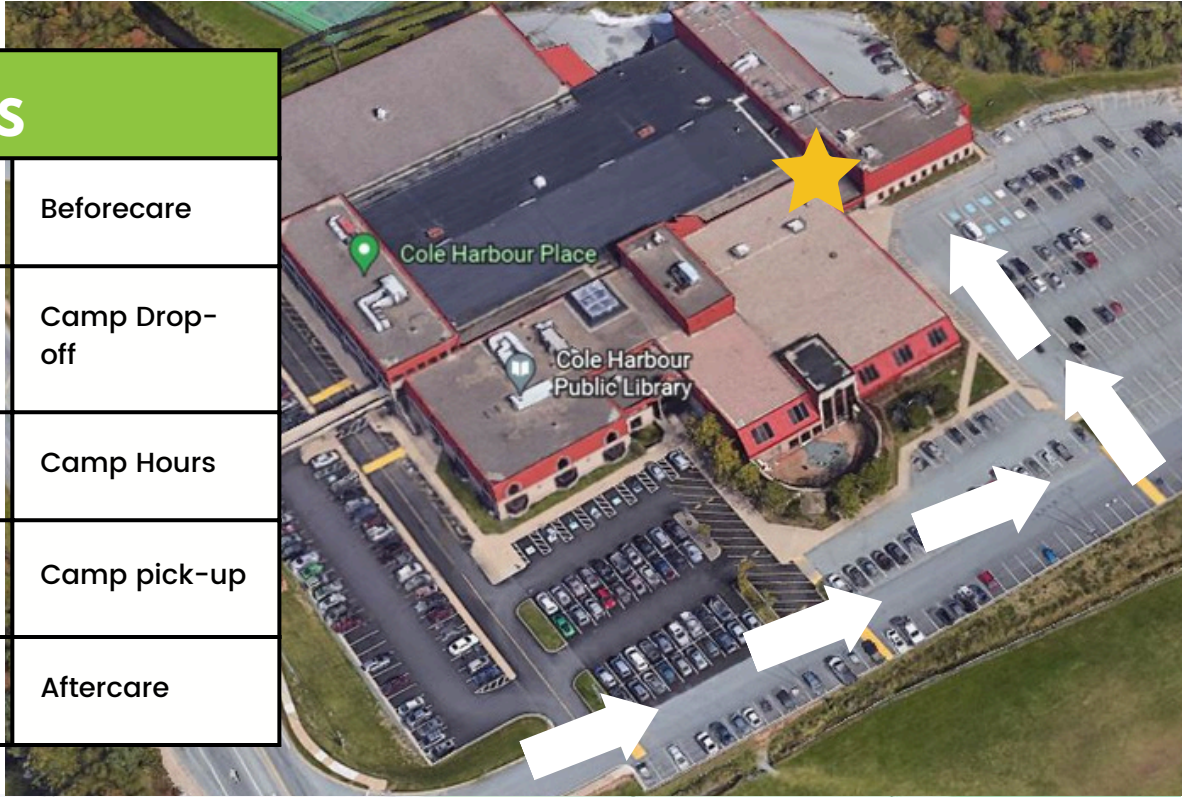 S
Beforecare
Camp Drop-
off
Camp Hours
Camp pick-up
Aftercare
Cole Harbour Place
Cole Harbour
Public Library